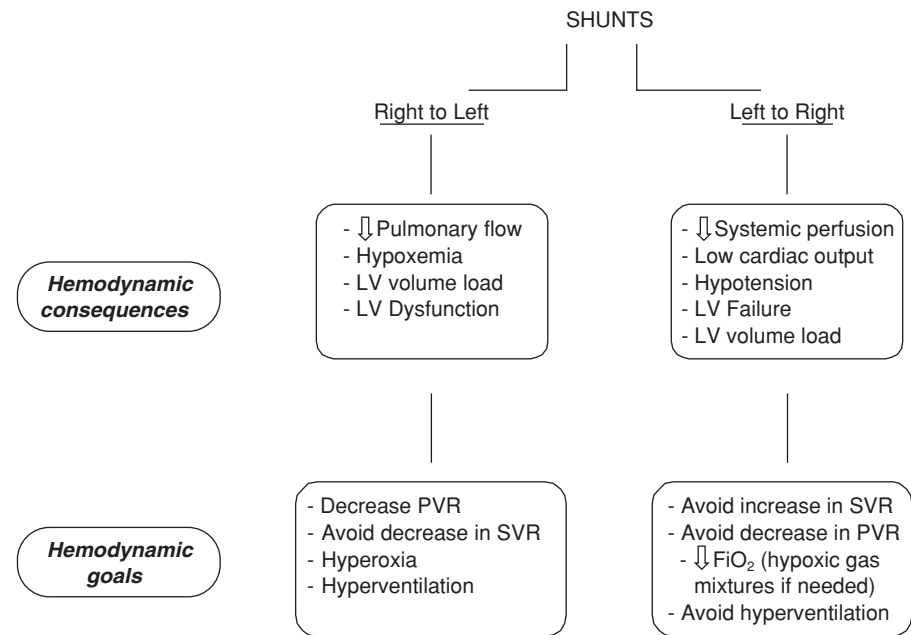 SHUNTS
Right to Left
Left to Right
Hemodynamic
consequences
- ⇩Pulmonary flow
- Hypoxemia
- LV volume load
- LV Dysfunction
- ⇩Systemic perfusion
- Low cardiac output
- Hypotension
- LV Failure
- LV volume load
Hemodynamic
goals
- Decrease PVR
- Avoid decrease in SVR
- Hyperoxia
- Hyperventilation
- Avoid increase in SVR
- Avoid decrease in PVR
- ⇩FiO₂ (hypoxic gas
mixtures if needed)
- Avoid hyperventilation